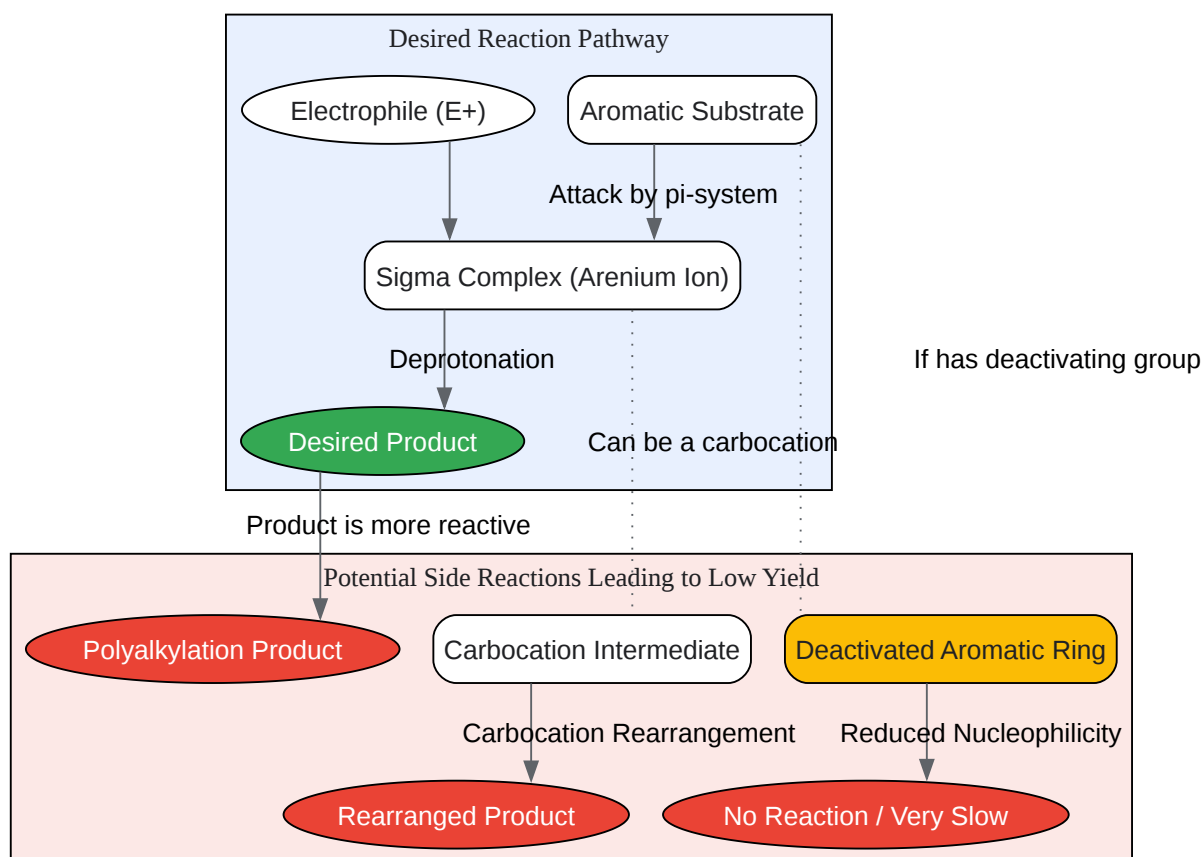 Desired Reaction Pathway
Electrophile (E+)
Aromatic Substrate
Attack by pi-system
Sigma Complex (Arenium Ion)
Deprotonation
If has deactivating group
Desired Product
Can be a carbocation
Product is more reactive
Potential Side Reactions Leading to Low Yield
Polyalkylation Product
Carbocation Intermediate
Deactivated Aromatic Ring
Carbocation Rearrangement
Reduced Nucleophilicity
Rearranged Product
No Reaction / Very Slow